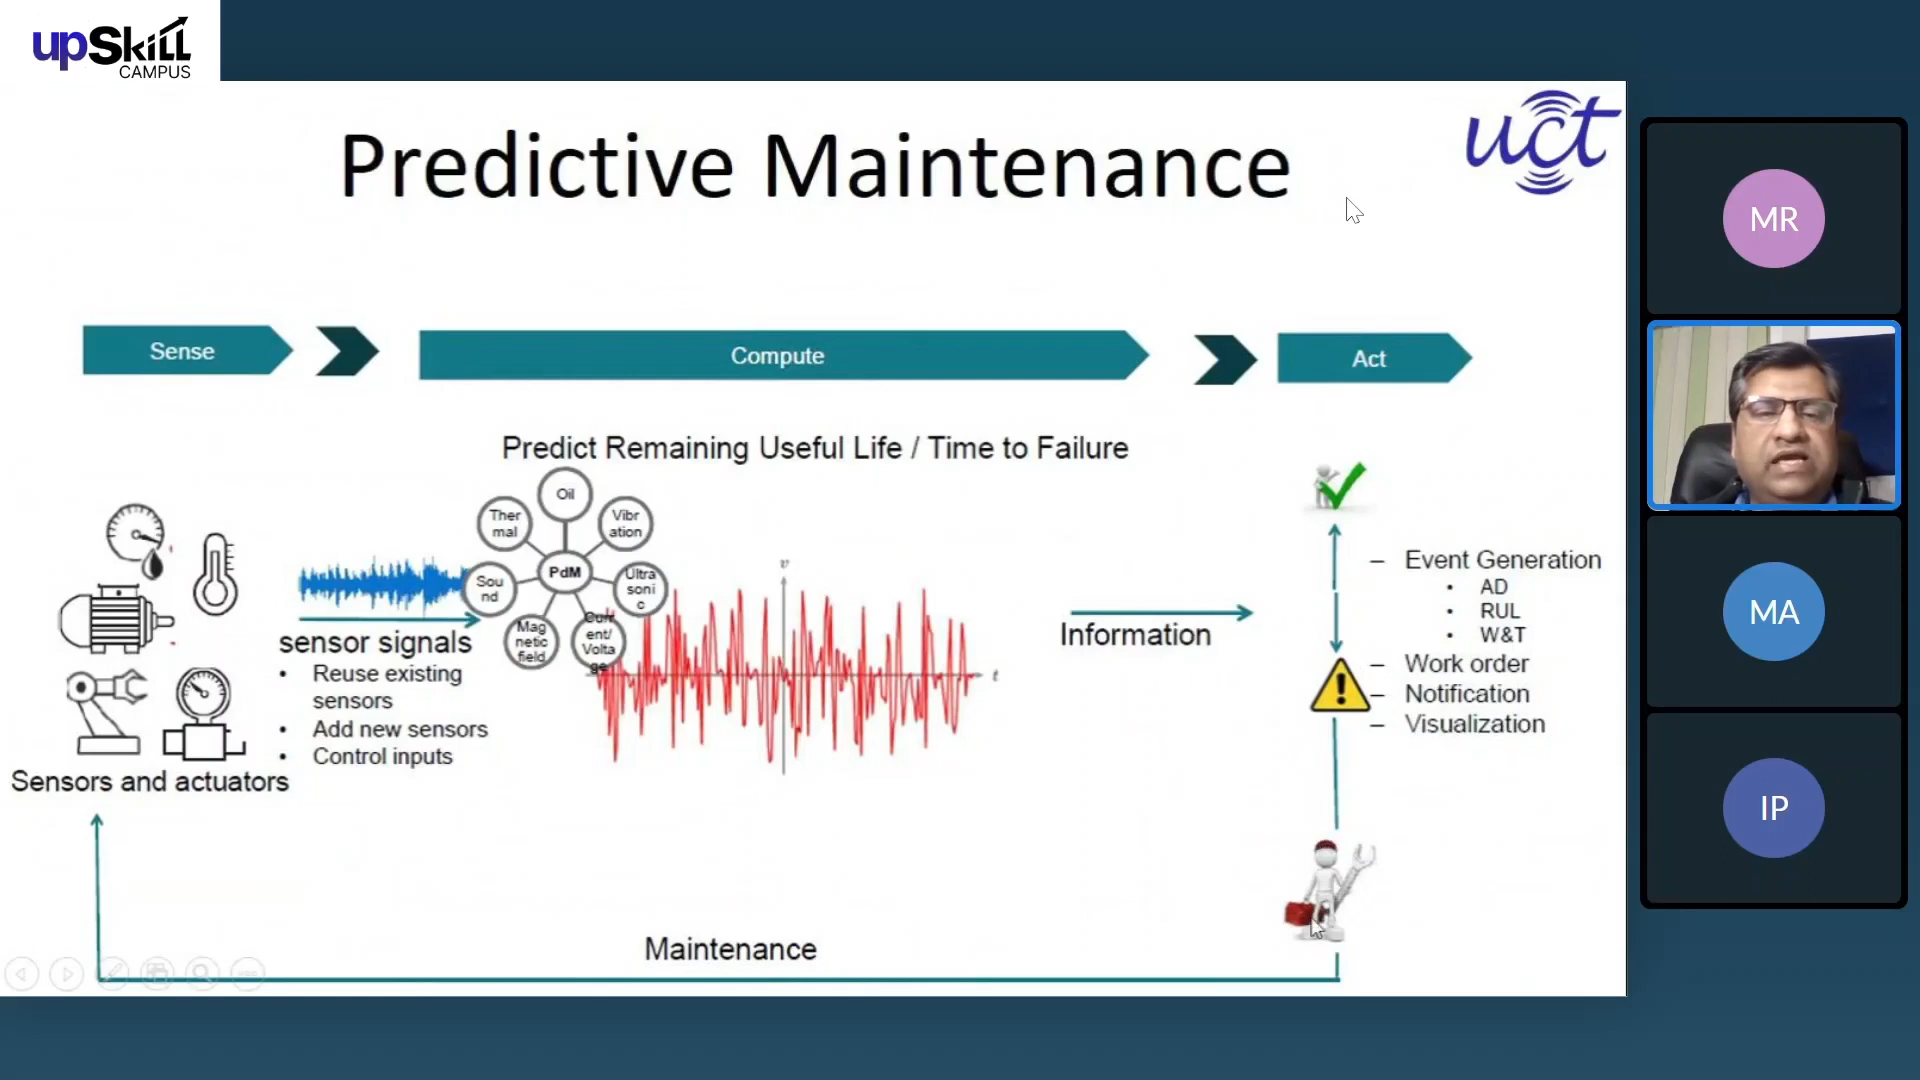 upSkill
CAMPUS
uct
Predictive Maintenance
Sense
Compute
Act
Predict Remaining Useful Life / Time to Failure
Oil
Ther
mal
Vibr
ation
PdM
Sou
nd
Ultra
soni
c
Mag
netic
field
Curr
ent/
Volta
ge
v
t
sensor signals
• Reuse existing
sensors
• Add new sensors
• Control inputs
Sensors and actuators
Information
– Event Generation
• AD
• RUL
• W&T
– Work order
– Notification
– Visualization
Maintenance
MR
MA
IP